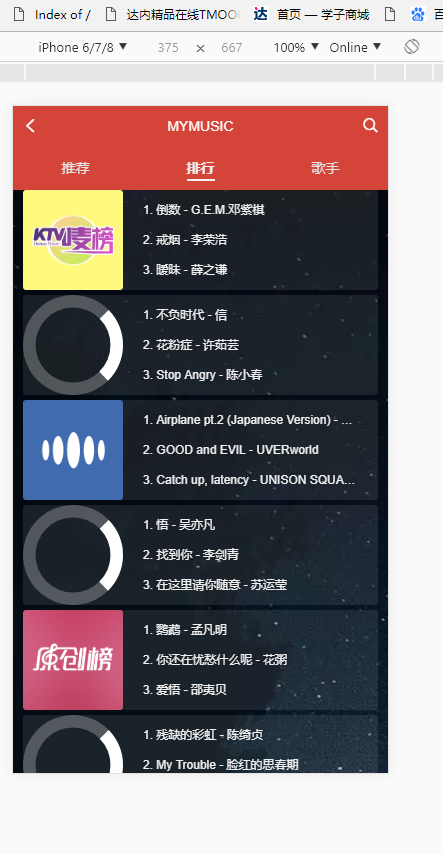 Index of /
达内精品在线TMOO
达
首页 — 学子商城
iPhone 6/7/8 ▼ 375 × 667 100% ▼ Online ▼
MYMUSIC
推荐 排行 歌手
KTV唛榜
1. 倒数 - G.E.M.邓紫棋
2. 戒烟 - 李荣浩
3. 暧昧 - 薛之谦
1. 不负时代 - 信
2. 花粉症 - 许茹芸
3. Stop Angry - 陈小春
1. Airplane pt.2 (Japanese Version) - ...
2. GOOD and EVIL - UVERworld
3. Catch up, latency - UNISON SQUA...
1. 悟 - 吴亦凡
2. 找到你 - 李剑青
3. 在这里请你随意 - 苏运莹
原创榜
1. 鹦鹉 - 孟凡明
2. 你还在忧愁什么呢 - 花粥
3. 爱悟 - 邵夷贝
1. 残缺的彩虹 - 陈绮贞
2. My Trouble - 脸红的思春期